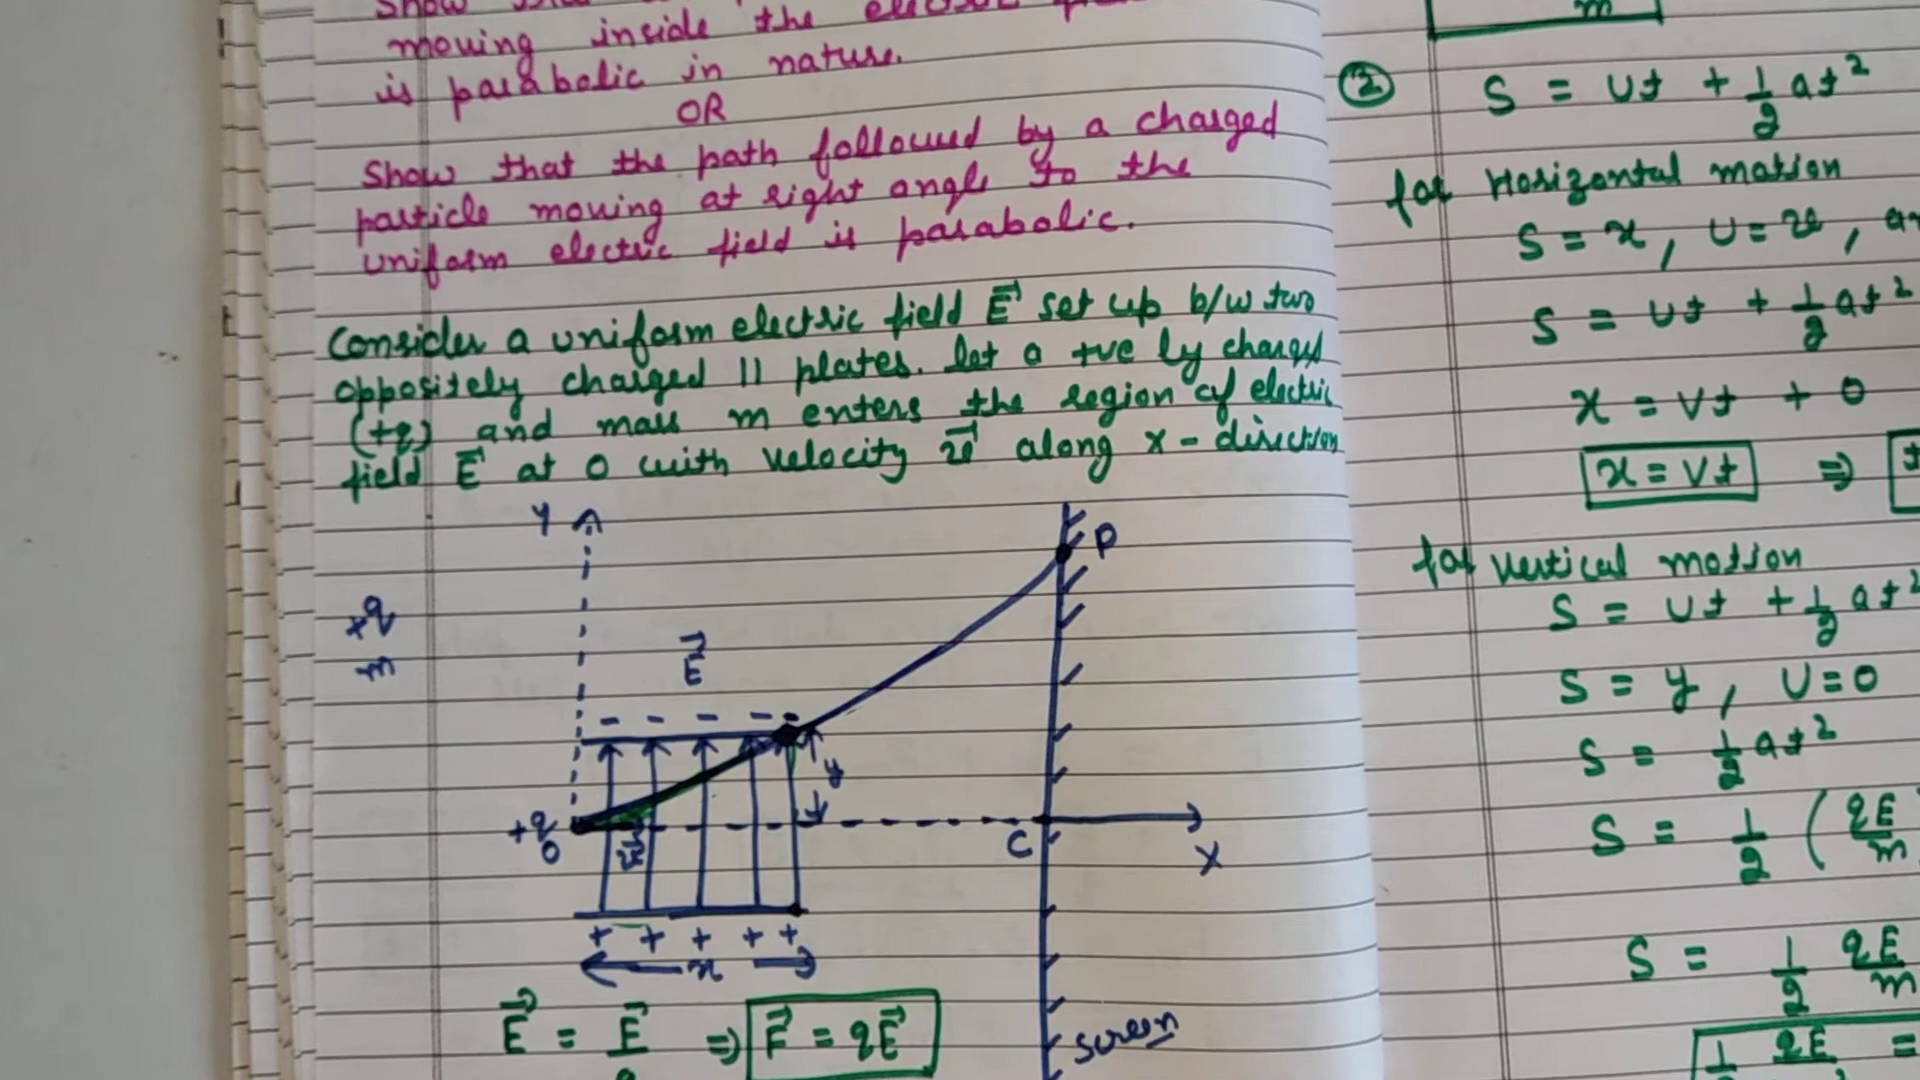 moving inside the
is parabolic in nature.
OR
Show that the path followed by a charged
particle moving at right angle to the
uniform electric field is parabolic.
Consider a uniform electric field E⃗ set up b/w two
oppositely charged || plates. let a +ve ly charged
(+q) and mass m enters the region of electric
field E⃗ at O with velocity v⃗ along x - direction
Y
P
+q
m
E⃗
- - - - -
y
+q
O
v⃗
C
X
+ + + + +
x
E⃗ = F⃗ ⇒ F⃗ = qE⃗
screen
m
② S = ut + 1/2 at²
for Horizontal motion
S = x, U = v,
S = ut + 1/2 at²
x = vt + 0
x = vt ⇒
for vertical motion
S = ut + 1/2 at²
S = y, U = 0
S = 1/2 at²
S = 1/2 (qE/m
S = 1/2 qE/m
1/2 qE =